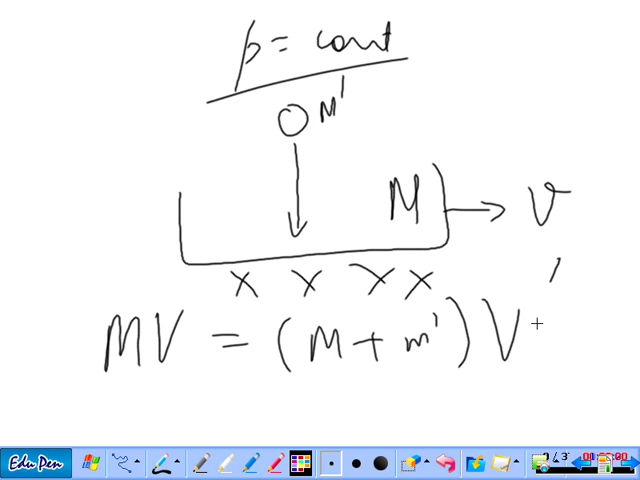 p = const
M'
M → V
x x x x
MV = (M + m') V'
Edu Pen